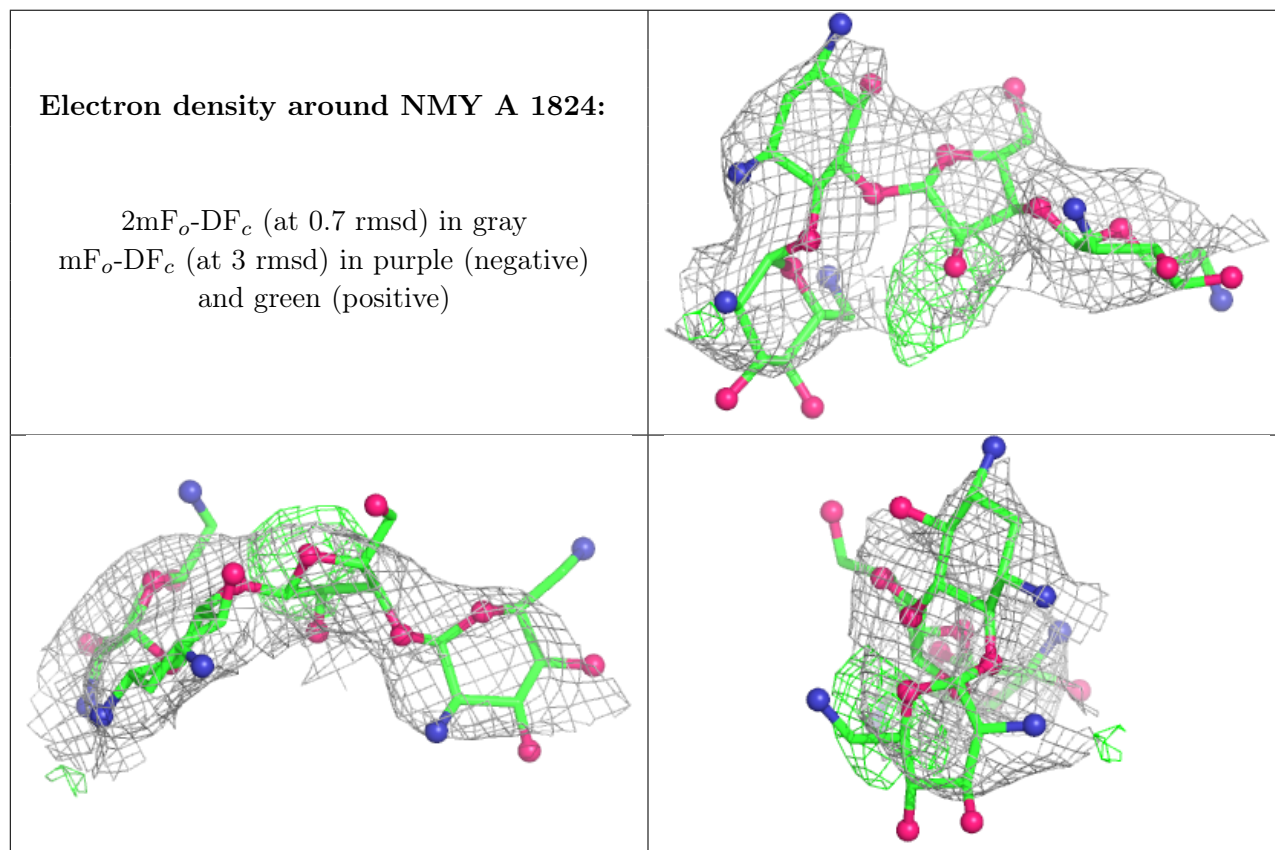 Electron density around NMY A 1824:
2mFo-DFc (at 0.7 rmsd) in gray
mFo-DFc (at 3 rmsd) in purple (negative)
and green (positive)